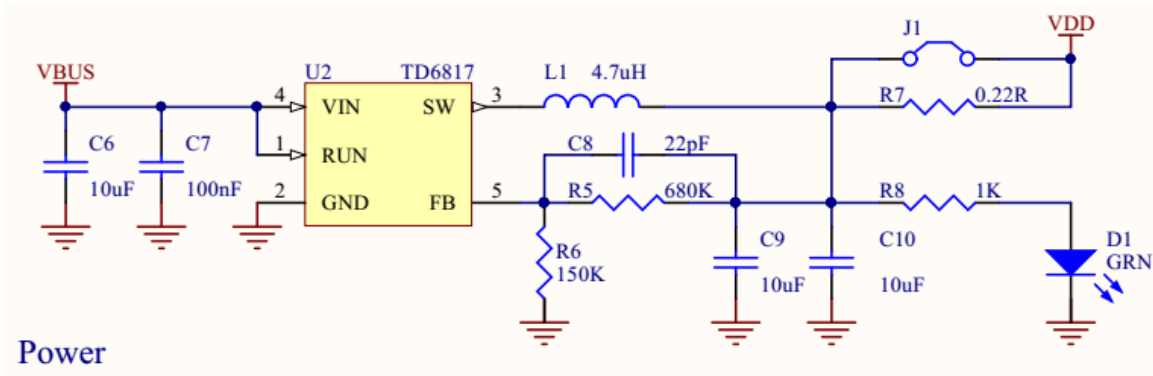 J1
VDD
VBUS
U2 TD6817
L1 4.7uH
4 VIN SW 3
R7 0.22R
C6
10uF
C7
100nF
1 RUN
C8 22pF
2 GND FB 5
R5 680K
R8 1K
R6
150K
C9
10uF
C10
10uF
D1
GRN
Power